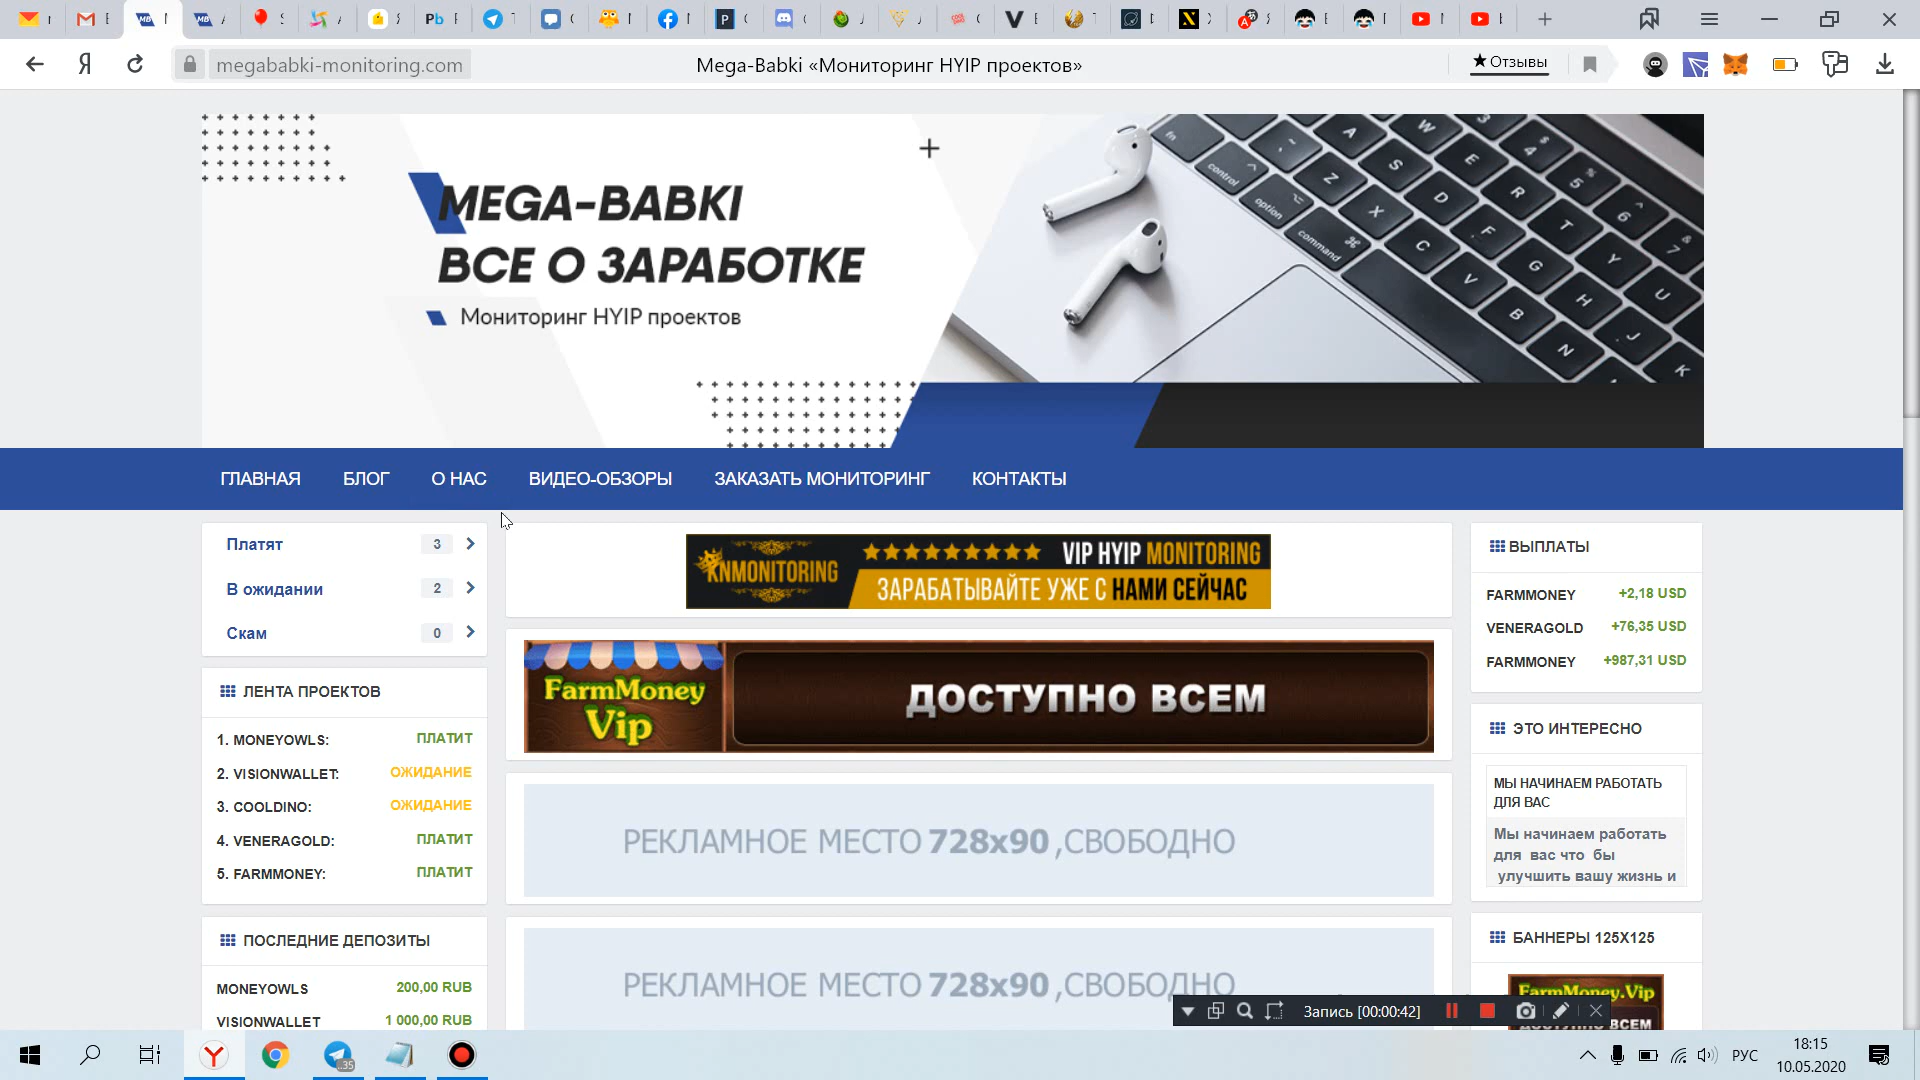 megababki-monitoring.com
Mega-Babki «Мониторинг HYIP проектов»
★ Отзывы
MEGA-BABKI
ВСЕ О ЗАРАБОТКЕ
Мониторинг HYIP проектов
ГЛАВНАЯ
БЛОГ
О НАС
ВИДЕО-ОБЗОРЫ
ЗАКАЗАТЬ МОНИТОРИНГ
КОНТАКТЫ
Платят 3
В ожидании 2
Скам 0
ЛЕНТА ПРОЕКТОВ
1. MONEYOWLS: ПЛАТИТ
2. VISIONWALLET: ОЖИДАНИЕ
3. COOLDINO: ОЖИДАНИЕ
4. VENERAGOLD: ПЛАТИТ
5. FARMMONEY: ПЛАТИТ
ПОСЛЕДНИЕ ДЕПОЗИТЫ
MONEYOWLS 200,00 RUB
VISIONWALLET 1 000,00 RUB
KNMONITORING
VIP HYIP MONITORING
ЗАРАБАТЫВАЙТЕ УЖЕ С НАМИ СЕЙЧАС
FarmMoney
Vip
ДОСТУПНО ВСЕМ
РЕКЛАМНОЕ МЕСТО 728x90 ,СВОБОДНО
РЕКЛАМНОЕ МЕСТО 728x90 ,СВОБОДНО
ВЫПЛАТЫ
FARMMONEY +2,18 USD
VENERAGOLD +76,35 USD
FARMMONEY +987,31 USD
ЭТО ИНТЕРЕСНО
МЫ НАЧИНАЕМ РАБОТАТЬ
ДЛЯ ВАС
Мы начинаем работать
для вас что бы
улучшить вашу жизнь и
БАННЕРЫ 125X125
FarmMoney.Vip
Запись [00:00:42]
35
РУС
18:15
10.05.2020